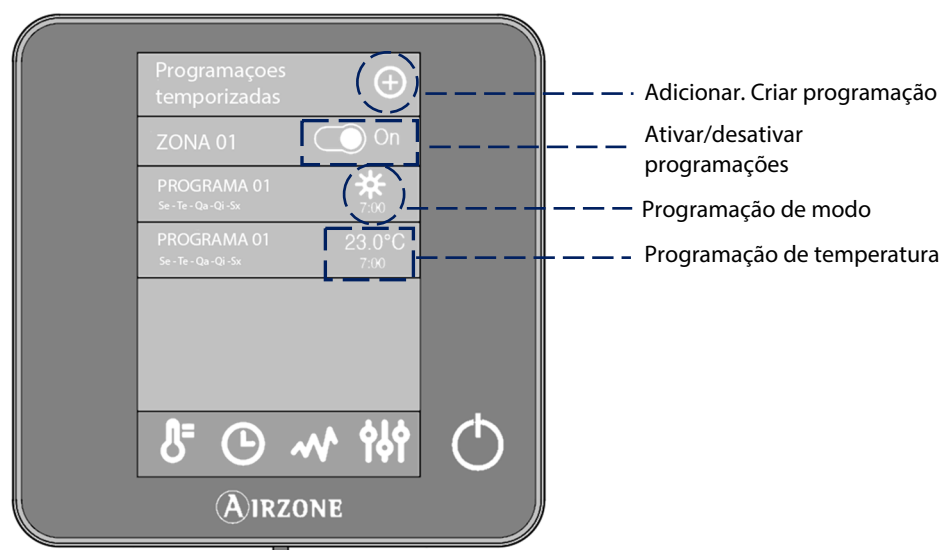 Programaçoes
temporizadas
Adicionar. Criar programação
ZONA 01
On
Ativar/desativar
programações
PROGRAMA 01
Se - Te - Qa -Qi -Sx
7:00
Programação de modo
PROGRAMA 01
23.0°C
Se - Te - Qa -Qi -Sx
7:00
Programação de temperatura
AIRZONE